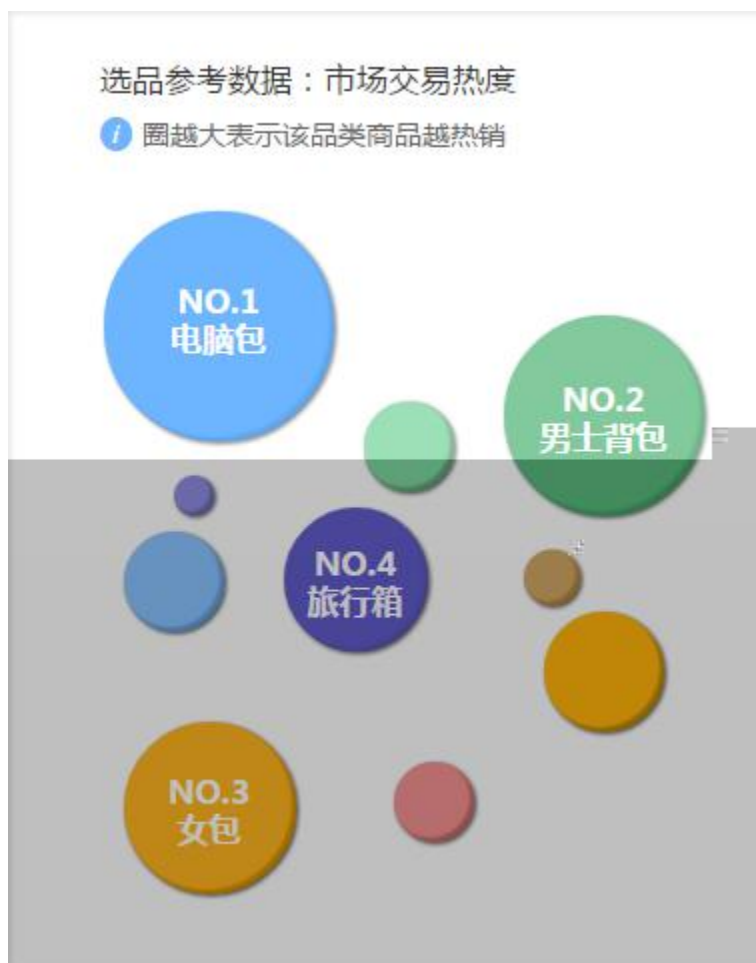 选品参考数据：市场交易热度
i 圈越大表示该品类商品越热销
NO.1
电脑包
NO.2
男士背包
NO.4
旅行箱
NO.3
女包